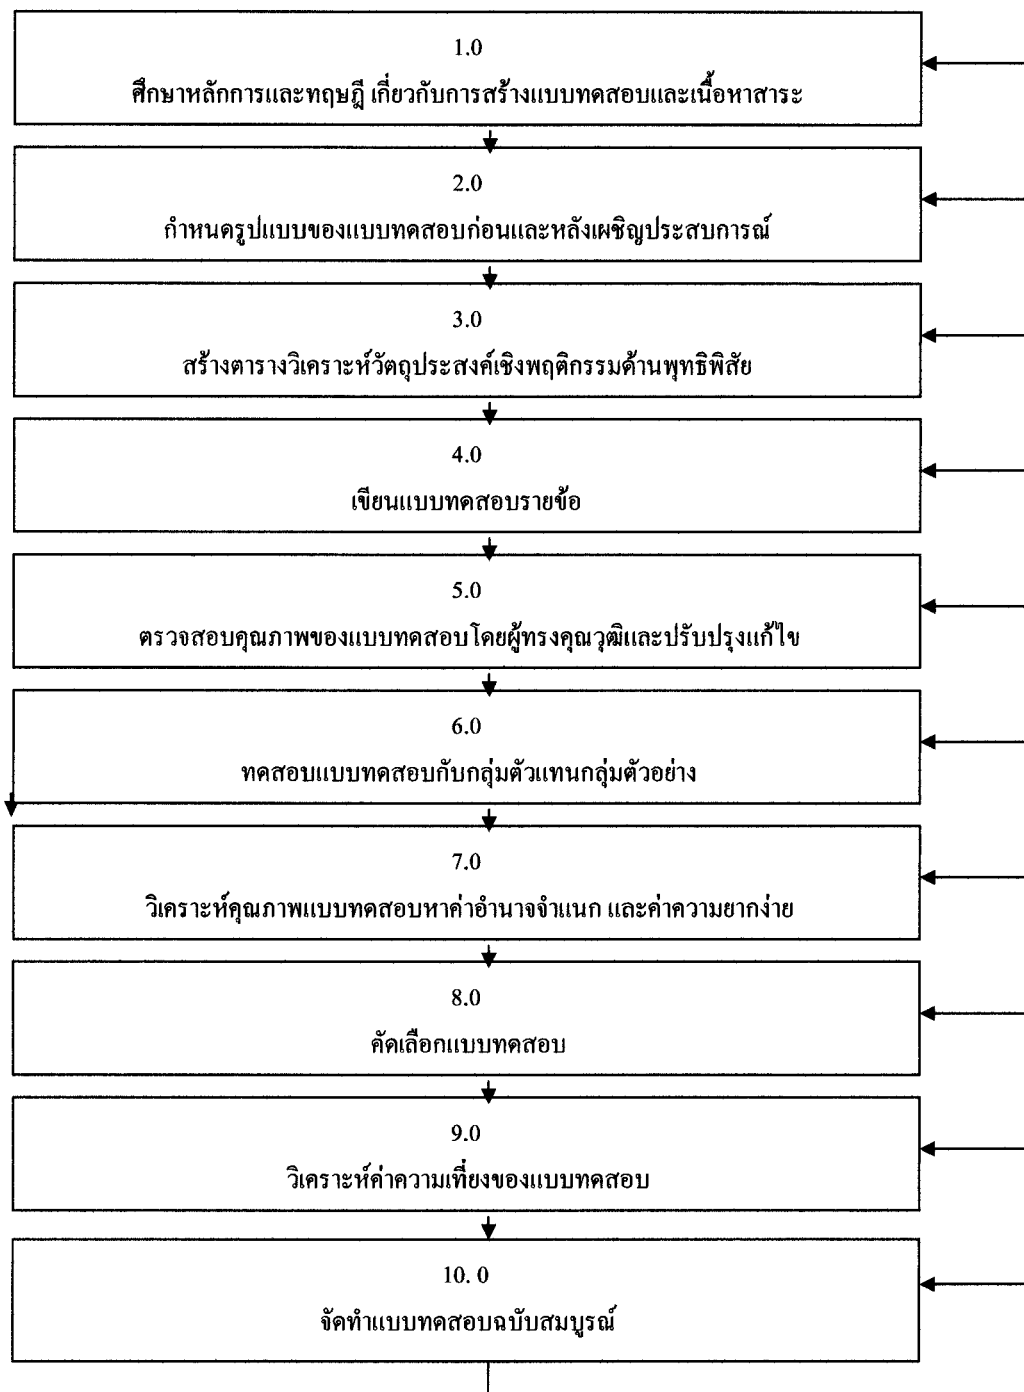 1.0
ศึกษาหลักการและทฤษฎี เกี่ยวกับการสร้างแบบทดสอบและเนื้อหาสาระ
2.0
กำหนดรูปแบบของแบบทดสอบก่อนและหลังเผชิญประสบการณ์
3.0
สร้างตารางวิเคราะห์วัตถุประสงค์เชิงพฤติกรรมด้านพุทธิพิสัย
4.0
เขียนแบบทดสอบรายข้อ
5.0
ตรวจสอบคุณภาพของแบบทดสอบโดยผู้ทรงคุณวุฒิและปรับปรุงแก้ไข
6.0
ทดสอบแบบทดสอบกับกลุ่มตัวแทนกลุ่มตัวอย่าง
7.0
วิเคราะห์คุณภาพแบบทดสอบหาค่าอำนาจจำแนก และค่าความยากง่าย
8.0
คัดเลือกแบบทดสอบ
9.0
วิเคราะห์ค่าความเที่ยงของแบบทดสอบ
10. 0
จัดทำแบบทดสอบฉบับสมบูรณ์